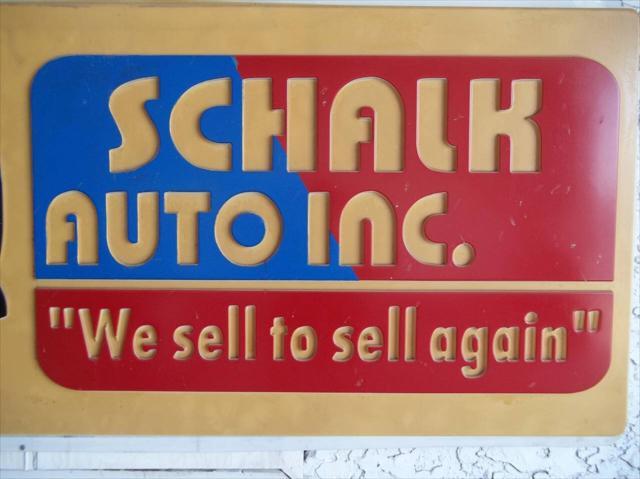 SCHALK
AUTO INC.
"We sell to sell again"